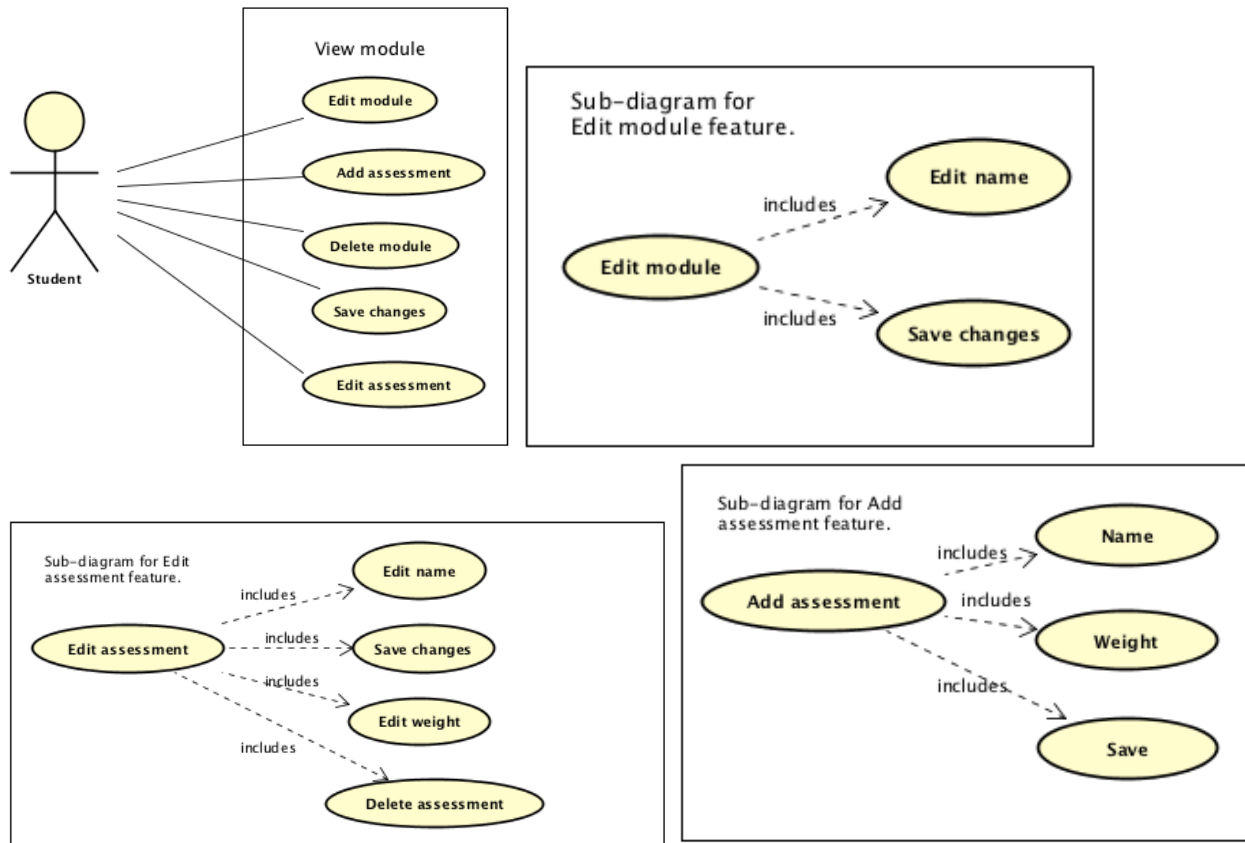 View module
Edit module
Add assessment
Delete module
Save changes
Edit assessment
Student
Sub-diagram for
Edit module feature.
Edit name
includes
Edit module
includes
Save changes
Sub-diagram for Edit
assessment feature.
Edit name
includes
Edit assessment
includes
Save changes
includes
Edit weight
includes
Delete assessment
Sub-diagram for Add
assessment feature.
Name
includes
Add assessment
includes
Weight
includes
Save